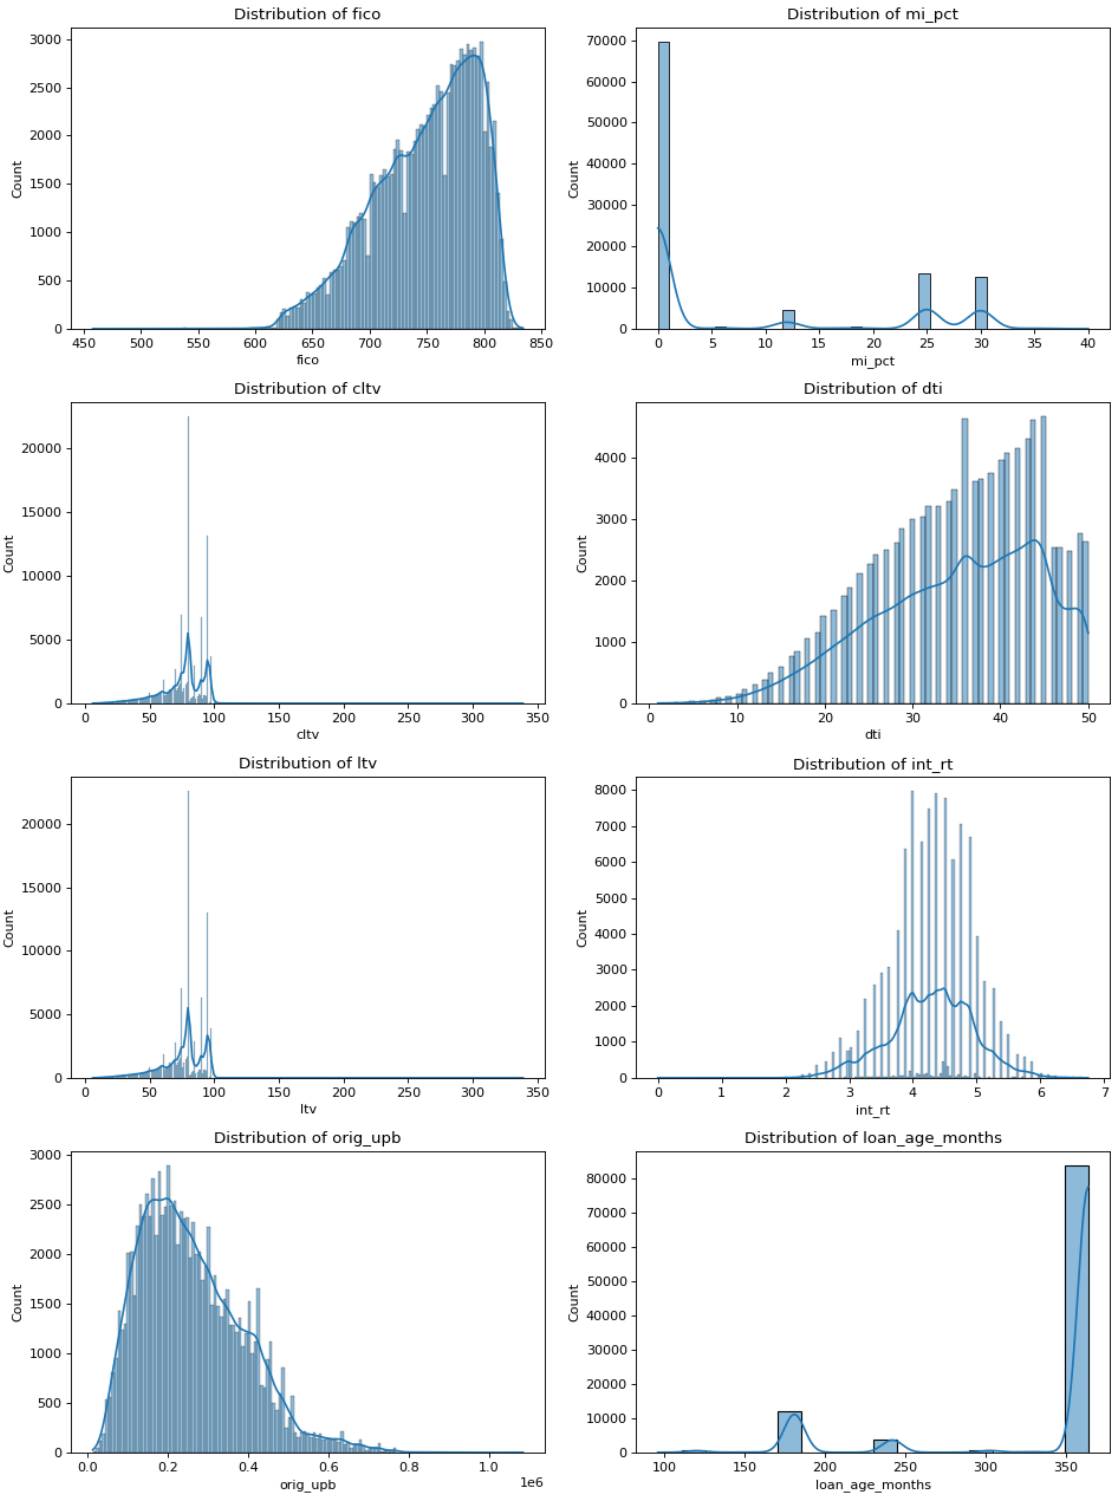 Distribution of fico
3000
2500
2000
1500
1000
500
0
Count
450 500 550 600 650 700 750 800 850
fico
Distribution of mi_pct
70000
60000
50000
40000
30000
20000
10000
0
Count
0 5 10 15 20 25 30 35 40
mi_pct
Distribution of cltv
20000
15000
10000
5000
0
Count
0 50 100 150 200 250 300 350
cltv
Distribution of dti
4000
3000
2000
1000
0
Count
0 10 20 30 40 50
dti
Distribution of ltv
20000
15000
10000
5000
0
Count
0 50 100 150 200 250 300 350
ltv
Distribution of int_rt
8000
7000
6000
5000
4000
3000
2000
1000
0
Count
0 1 2 3 4 5 6 7
int_rt
Distribution of orig_upb
3000
2500
2000
1500
1000
500
0
Count
0.0 0.2 0.4 0.6 0.8 1.0
1e6
orig_upb
Distribution of loan_age_months
80000
70000
60000
50000
40000
30000
20000
10000
0
Count
100 150 200 250 300 350
loan_age_months